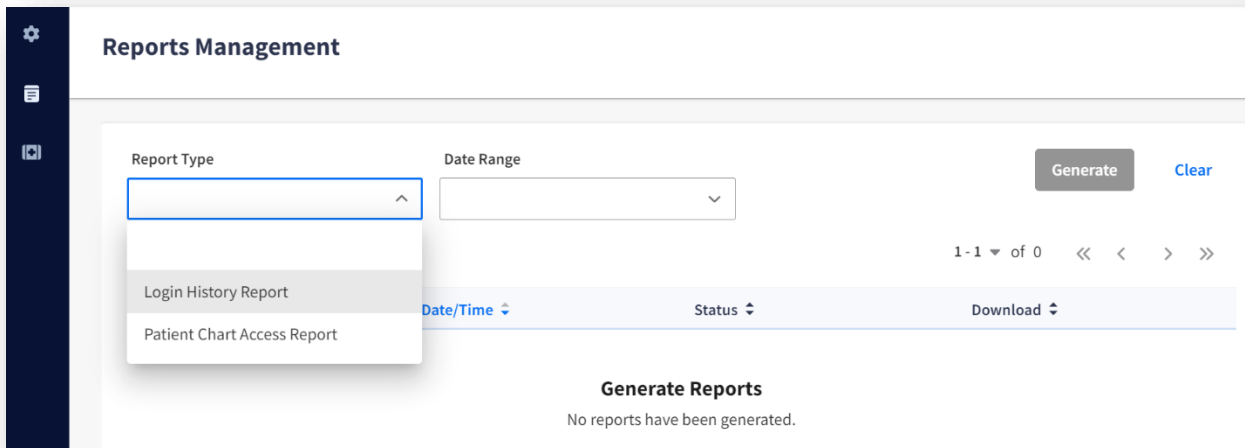 Reports Management
Report Type
Date Range
Generate
Clear
1 - 1 of 0
Login History Report
Patient Chart Access Report
Date/Time
Status
Download
Generate Reports
No reports have been generated.